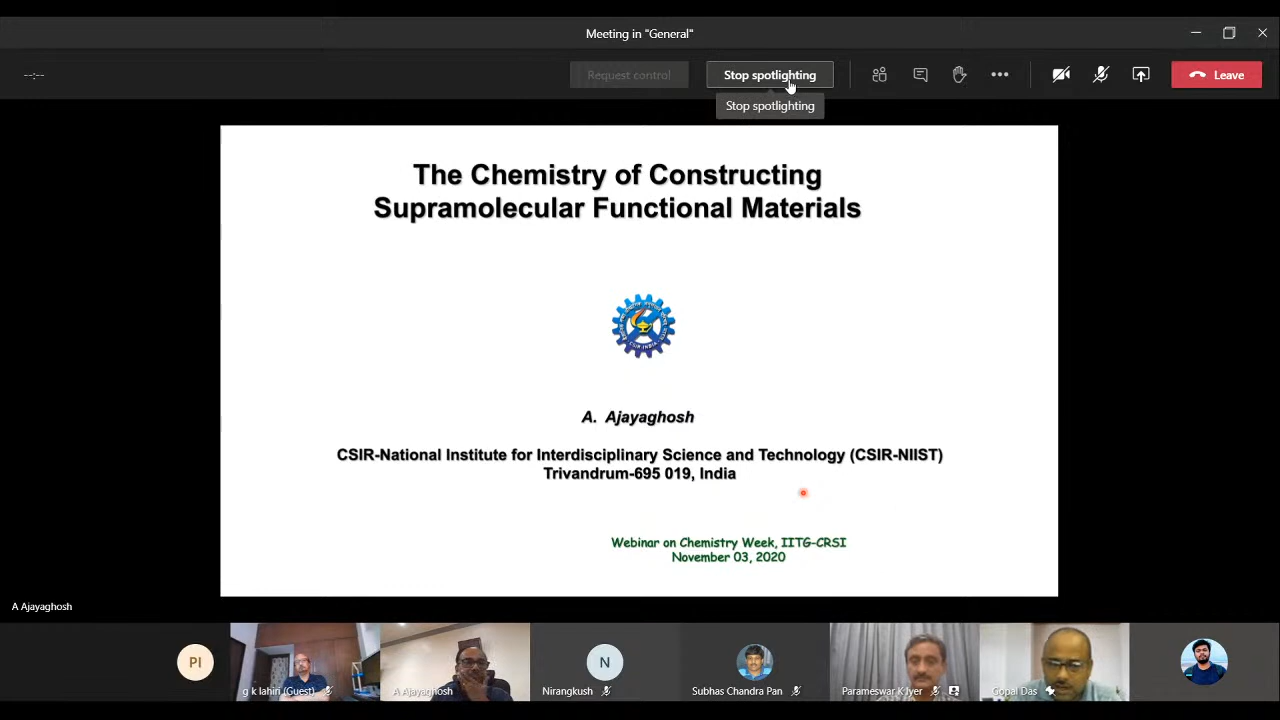 Meeting in "General"
--:--
Request control
Stop spotlighting
Leave
Stop spotlighting
The Chemistry of Constructing
Supramolecular Functional Materials
CSIR-INDIA
A. Ajayaghosh
CSIR-National Institute for Interdisciplinary Science and Technology (CSIR-NIIST)
Trivandrum-695 019, India
Webinar on Chemistry Week, IITG-CRSI
November 03, 2020
A Ajayaghosh
PI
g k lahiri (Guest)
A Ajayaghosh
N
Nirangkush
Subhas Chandra Pan
Parameswar K Iyer
Gopal Das